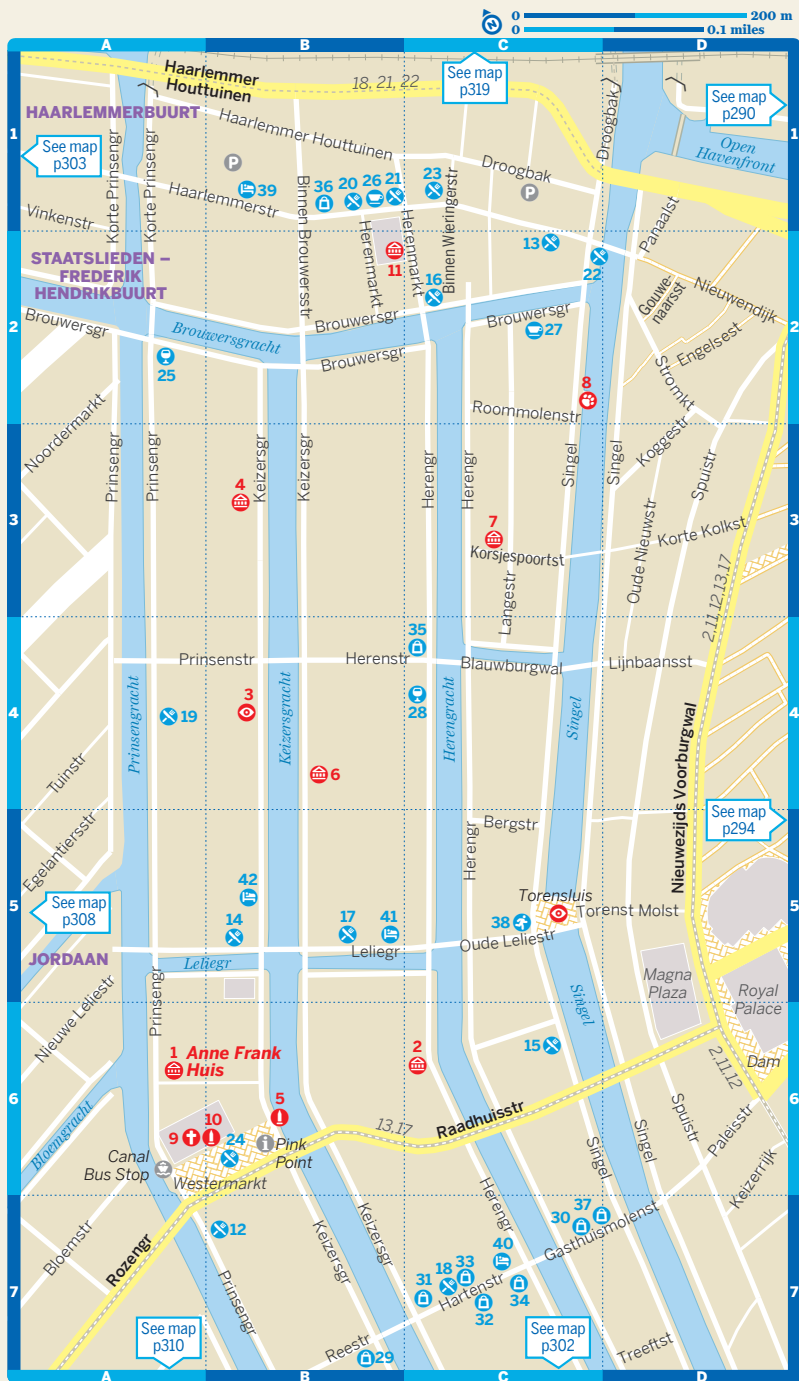 0 200 m
0 0.1 miles
A B C D
Haarlemmer
Houttuinen
18, 21, 22
See map
p319
See map
p290
HAARLEMMERBUURT
1
1
See map
p303
Korte Prinsengr
Korte Prinsengr
Haarlemmer Houttuinen
P
Droogbak
Droogbak
Open
Havenfront
P
39
Haarlemmerstr
Binnen Brouwersstr
36
20
26
21
23
Binnen Wieringerstr
Vinkenstr
Herenmarkt
Herenmarkt
11
13
22
Panaalst
STAATSLIEDEN –
FREDERIK
HENDRIKBUURT
16
Gouwe-
naarsst
Nieuwendijk
2
2
Brouwersgr
Brouwersgracht
Brouwersgr
Brouwersgr
Brouwersgr
27
Engelsest
25
Stromkt
8
Roommolenstr
Noordermarkt
Prinsengr
Prinsengr
Keizersgr
Keizersgr
Herengr
Herengr
Singel
Singel
Koggestr
Spuistr
4
3
3
7
Korsjespoortst
Korte Kolkst
Oude Nieuwstr
Langestr
2,11,12,13,17
35
Prinsenstr
Herenstr
Blauwburgwal
Lijnbaansst
3
19
28
4
4
Prinsengracht
Keizersgracht
Herengracht
Singel
Nieuwezijds Voorburgwal
6
Tuinstr
Egelantiersstr
Herengr
Bergstr
See map
p294
42
See map
p308
5
5
14
17
41
38
Torensluis
Torenst Molst
Leliegr
Oude Leliestr
JORDAAN
Leliegr
Prinsengr
Nieuwe Leliestr
Singel
Magna
Plaza
Royal
Palace
Dam
1 Anne Frank
Huis
2
15
2,11,12
6
6
5
Bloemgracht
9
10
24
13,17
Raadhuisstr
Pink
Point
Canal
Bus Stop
Westermarkt
Singel
Singel
Spuistr
Paleisstr
Keizerrijk
12
Bloemstr
Rozengr
Keizersgr
Keizersgr
Herengr
37
30
Gasthuismolenst
7
7
Prinsengr
31
18
33
40
34
Hartenstr
32
See map
p310
Reestr
29
See map
p302
Treeftst
A B C D